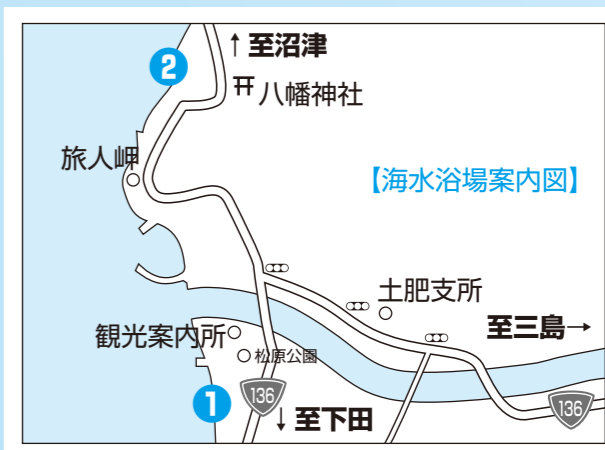 2
↑至沼津
八幡神社
旅人岬
【海水浴場案内図】
土肥支所
至三島→
観光案内所
松原公園
1
136
↓至下田
136